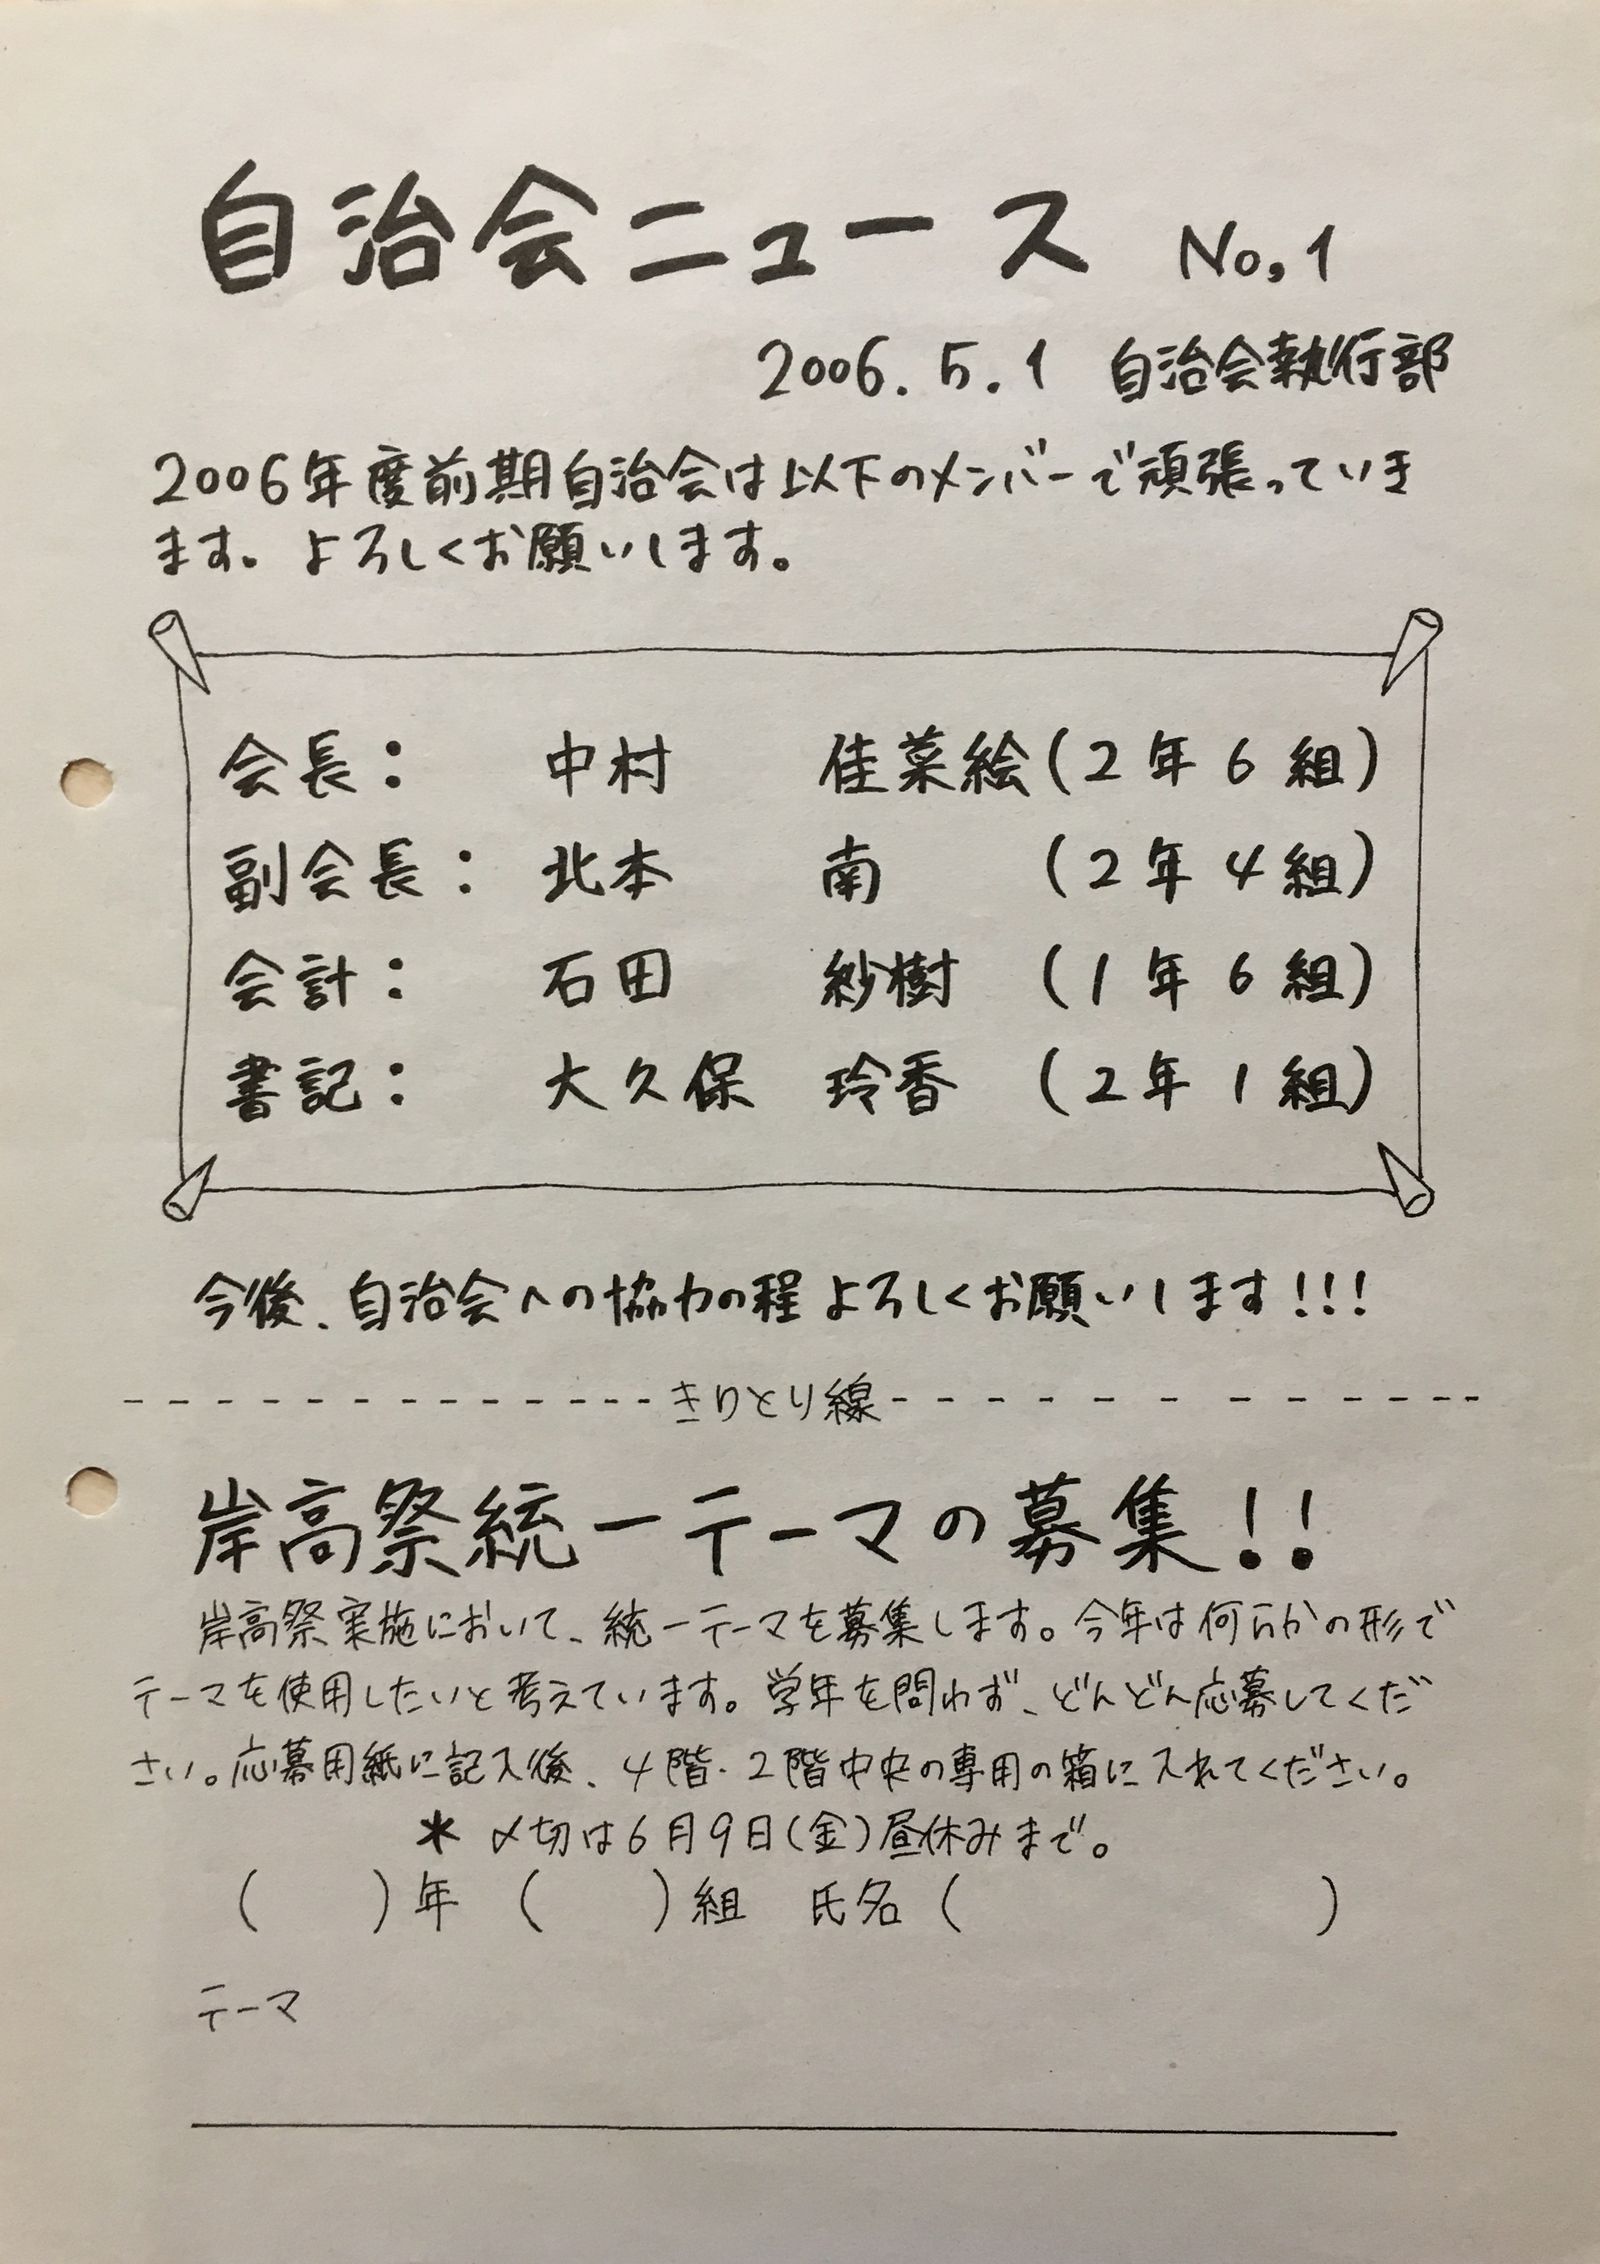 自治会ニュース No,1
2006.5.1 自治会執行部
2006年度前期自治会は以下のメンバーで頑張っていき
ます。よろしくお願いします。
会長： 中村 佳菜絵(2年6組)
副会長： 北本 南 (2年4組)
会計： 石田 紗樹 (1年6組)
書記： 大久保 玲香 (2年1組)
今後、自治会への協力の程よろしくお願いします!!!
きりとり線
岸高祭統一テーマの募集!!
岸高祭実施において、統一テーマを募集します。今年は何らかの形で
テーマを使用したいと考えています。学年を問わず、どんどん応募してくだ
さい。応募用紙に記入後、4階・2階中央の専用の箱に入れてください。
* 〆切は6月9日(金)昼休みまで。
( )年 ( )組 氏名 ( )
テーマ